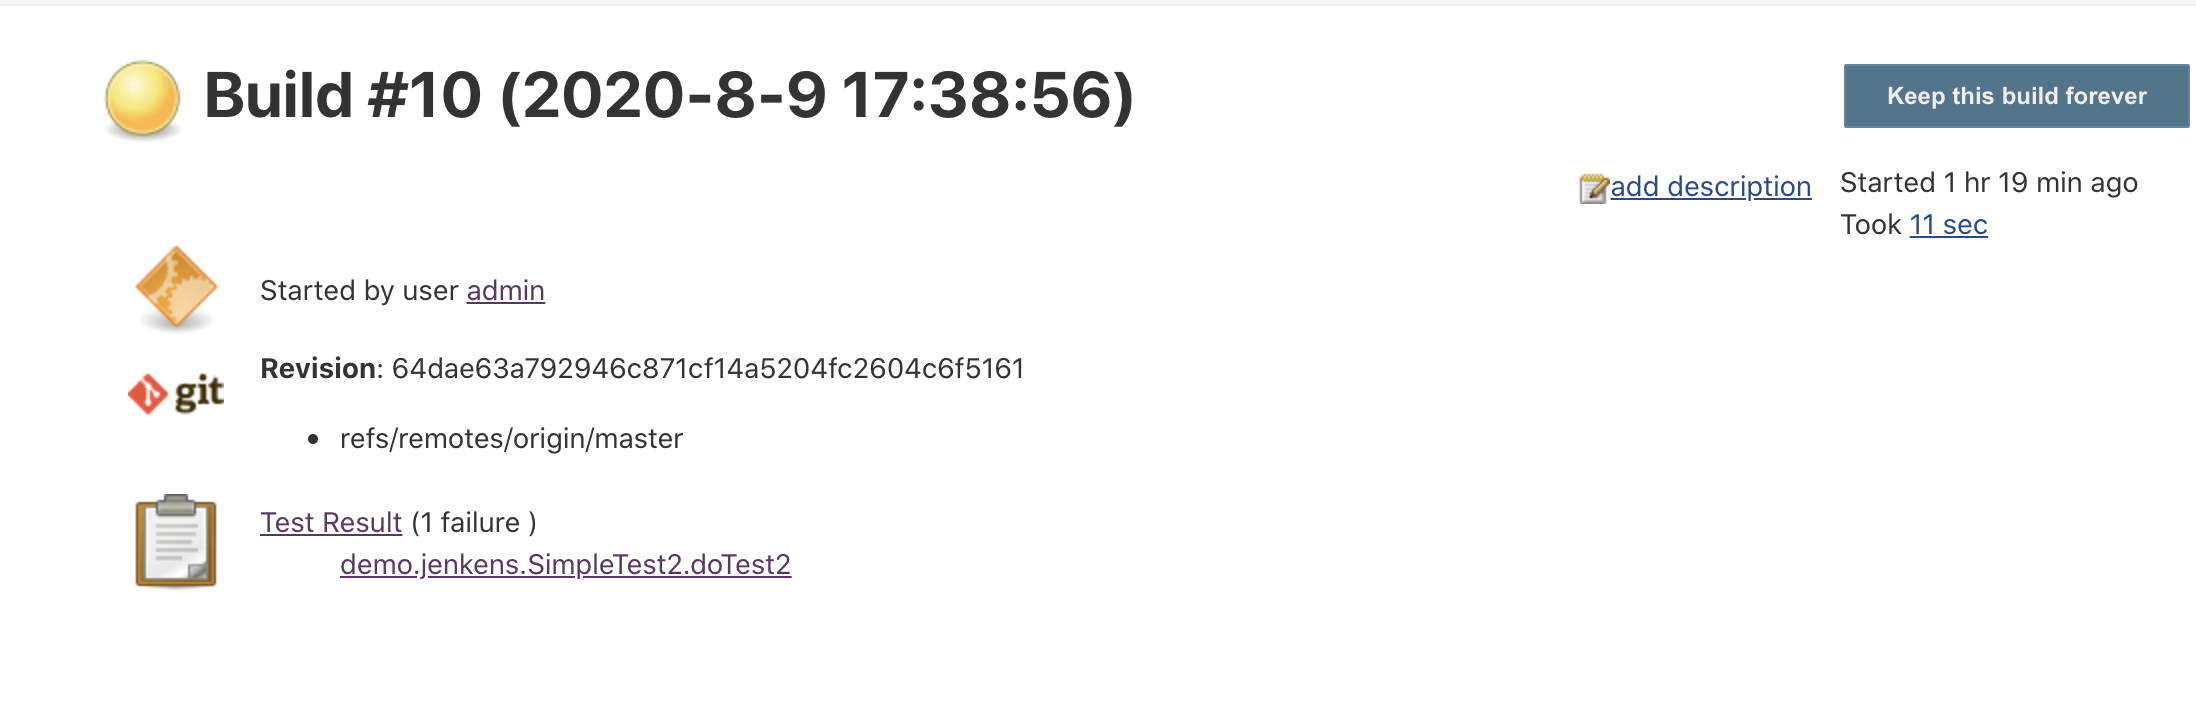 Build #10 (2020-8-9 17:38:56)
Keep this build forever
add description
Started 1 hr 19 min ago
Took 11 sec
Started by user admin
git
Revision: 64dae63a792946c871cf14a5204fc2604c6f5161
• refs/remotes/origin/master
Test Result (1 failure )
demo.jenkens.SimpleTest2.doTest2